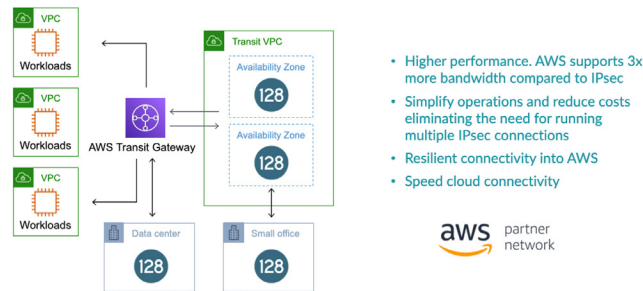 VPC
Workloads
VPC
Workloads
VPC
Workloads
AWS Transit Gateway
Transit VPC
Availability Zone
128
Availability Zone
128
Data center
128
Small office
128
• Higher performance. AWS supports 3x
more bandwidth compared to IPsec
• Simplify operations and reduce costs
eliminating the need for running
multiple IPsec connections
• Resilient connectivity into AWS
• Speed cloud connectivity
aws partner
network